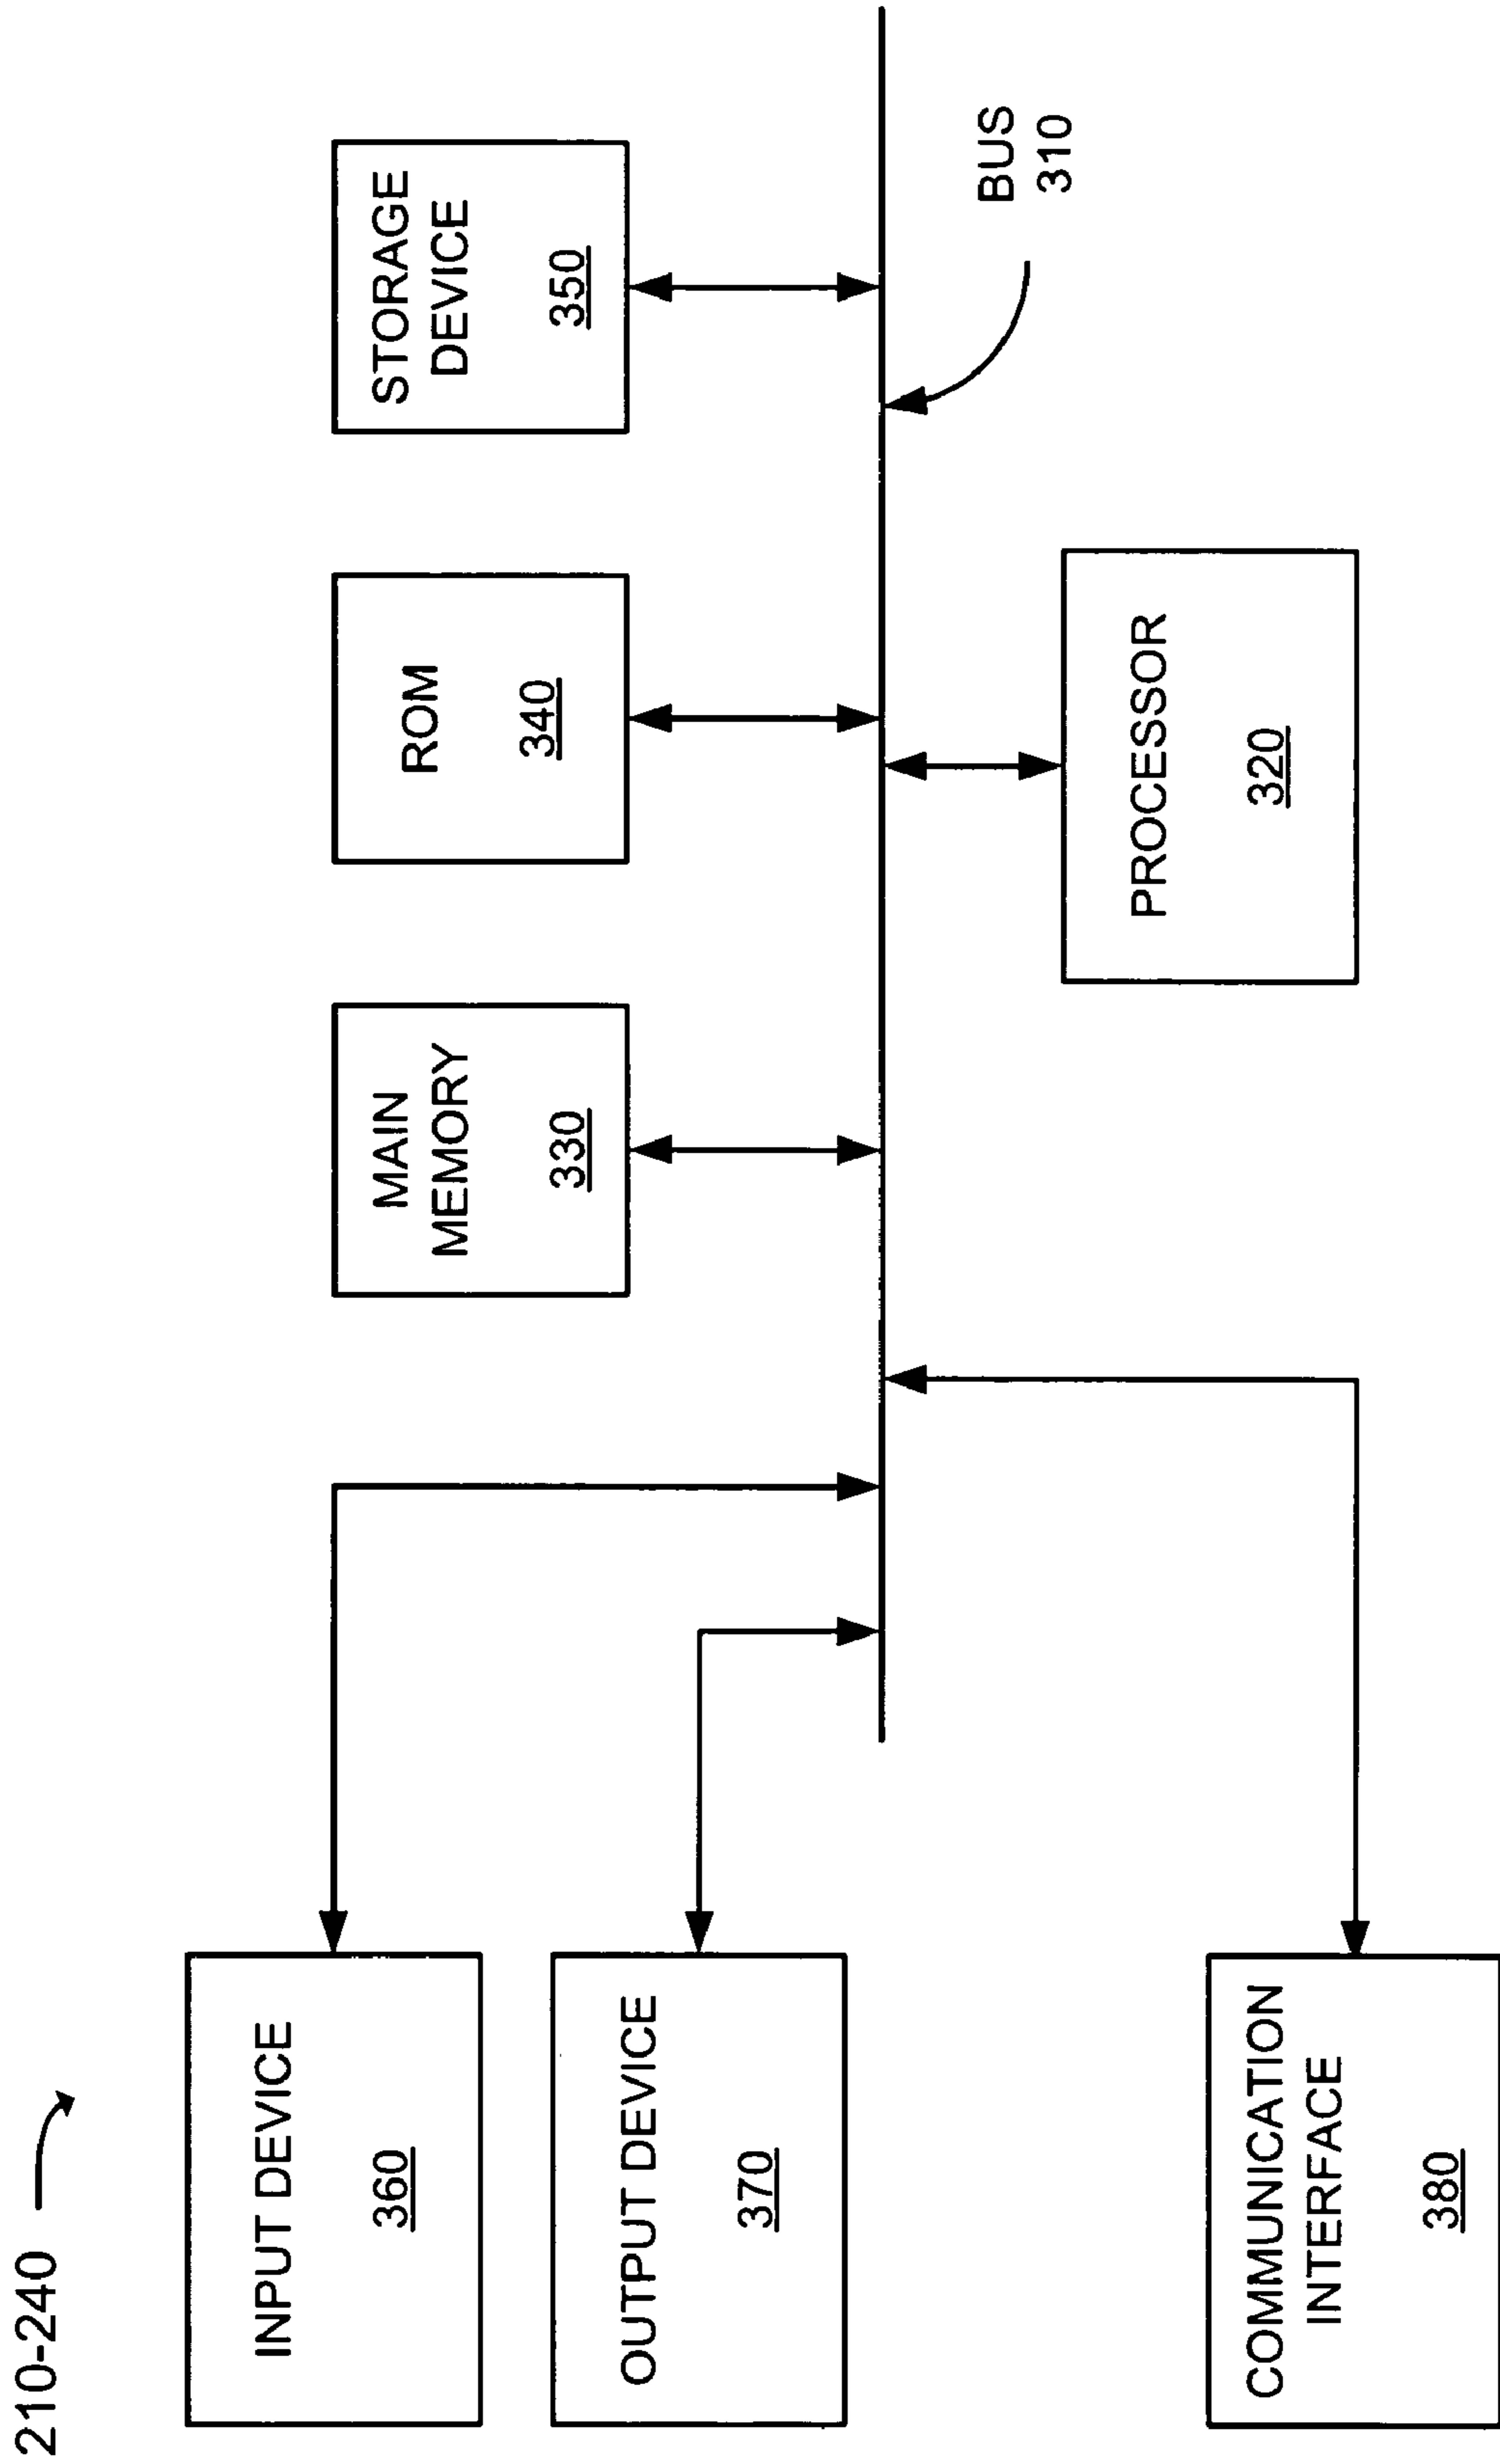 210-240
INPUT DEVICE
360
OUTPUT DEVICE
370
COMMUNICATION
INTERFACE
380
MAIN
MEMORY
330
ROM
340
STORAGE
DEVICE
350
PROCESSOR
320
BUS
310